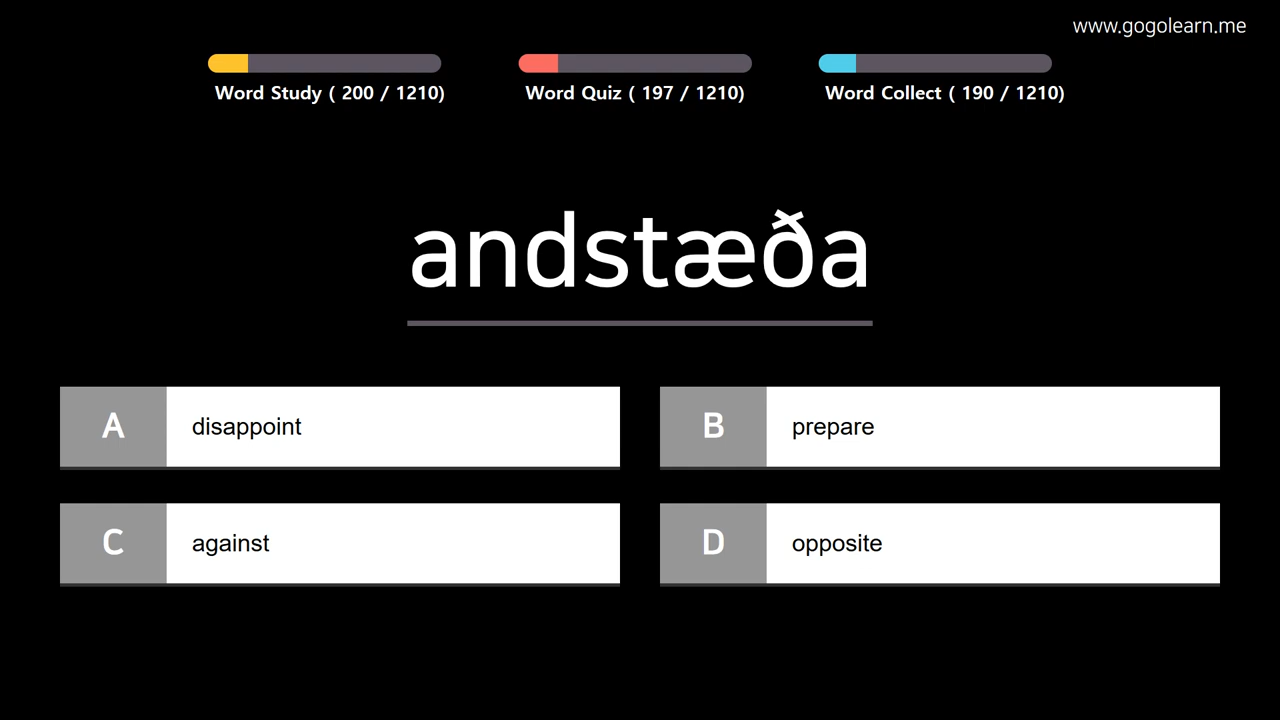 www.gogolearn.me
Word Study ( 200 / 1210)
Word Quiz ( 197 / 1210)
Word Collect ( 190 / 1210)
andstæða
A disappoint
B prepare
C against
D opposite